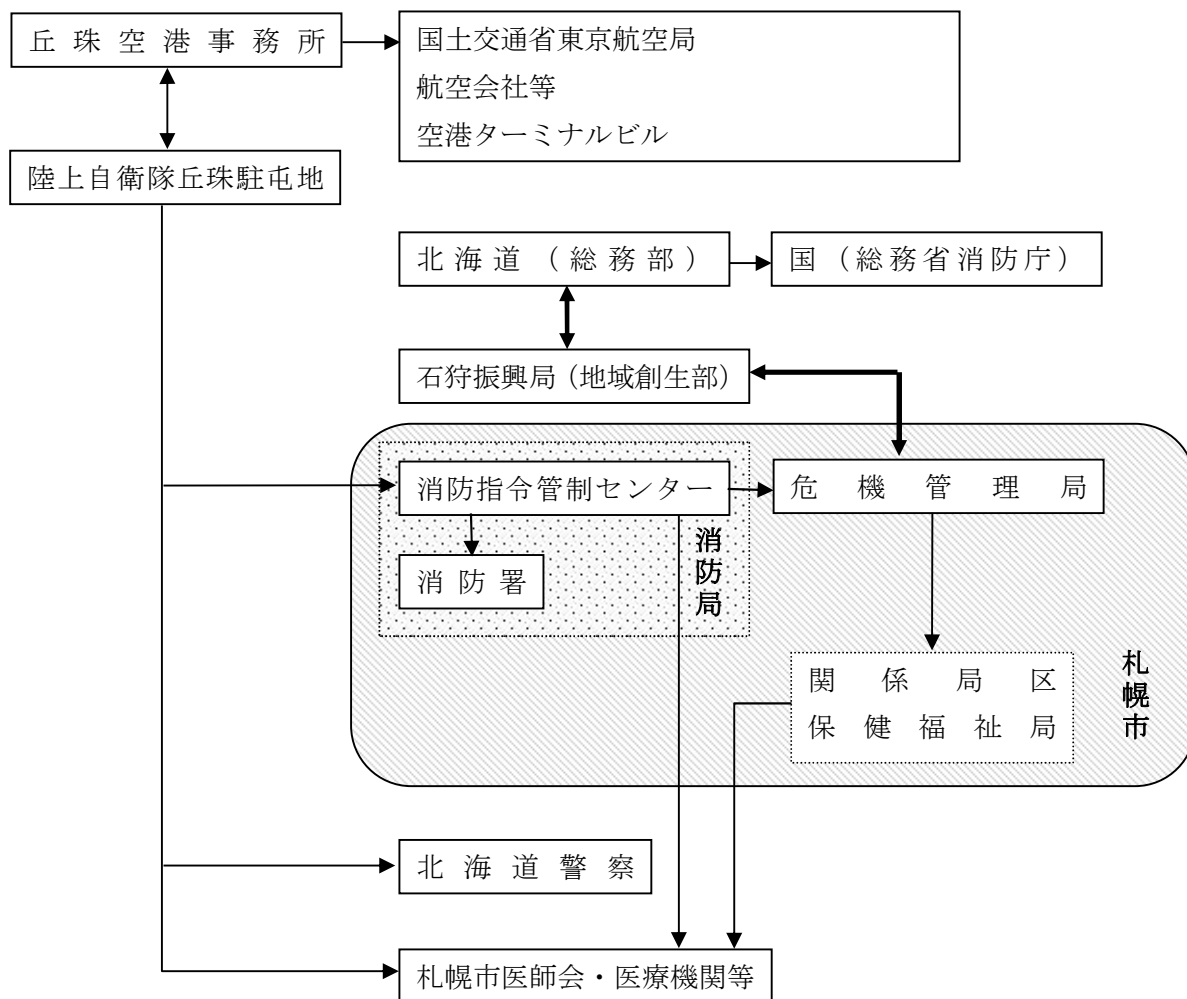 丘珠空港事務所
国土交通省東京航空局
航空会社等
空港ターミナルビル
陸上自衛隊丘珠駐屯地
北海道（総務部）
国（総務省消防庁）
石狩振興局（地域創生部）
消防指令管制センター
危機管理局
消防署
消防局
関係局区
保健福祉局
札幌市
北海道警察
札幌市医師会・医療機関等